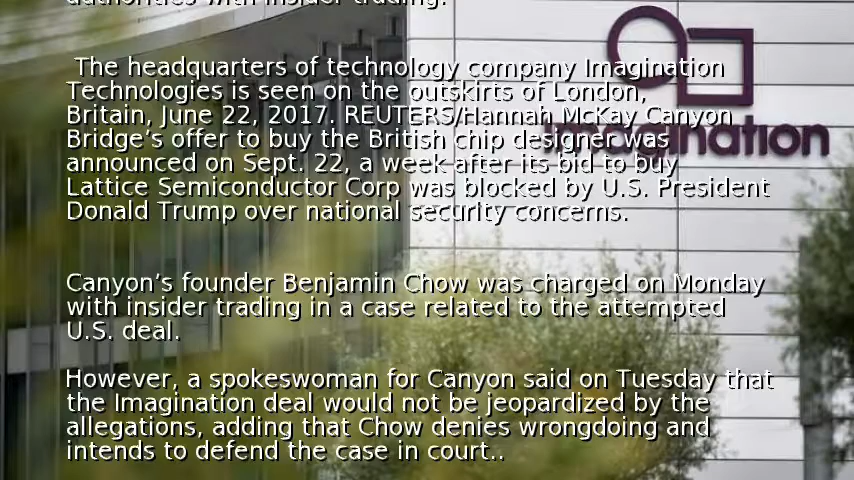 authorities with insider trading.
The headquarters of technology company Imagination
Technologies is seen on the outskirts of London,
Britain, June 22, 2017. REUTERS/Hannah McKay Canyon
Bridge’s offer to buy the British chip designer was
announced on Sept. 22, a week after its bid to buy
Lattice Semiconductor Corp was blocked by U.S. President
Donald Trump over national security concerns.
Canyon’s founder Benjamin Chow was charged on Monday
with insider trading in a case related to the attempted
U.S. deal.
However, a spokeswoman for Canyon said on Tuesday that
the Imagination deal would not be jeopardized by the
allegations, adding that Chow denies wrongdoing and
intends to defend the case in court..
Imagination